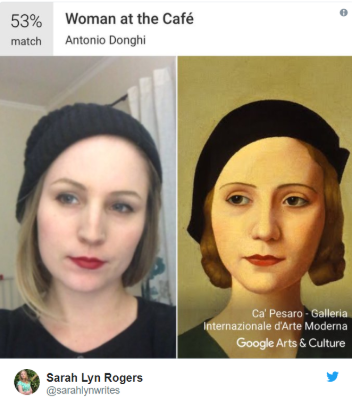 53%
match
Woman at the Café
Antonio Donghi
Ca' Pesaro - Galleria
Internazionale d'Arte Moderna
Google Arts & Culture
Sarah Lyn Rogers
@sarahlynwrites